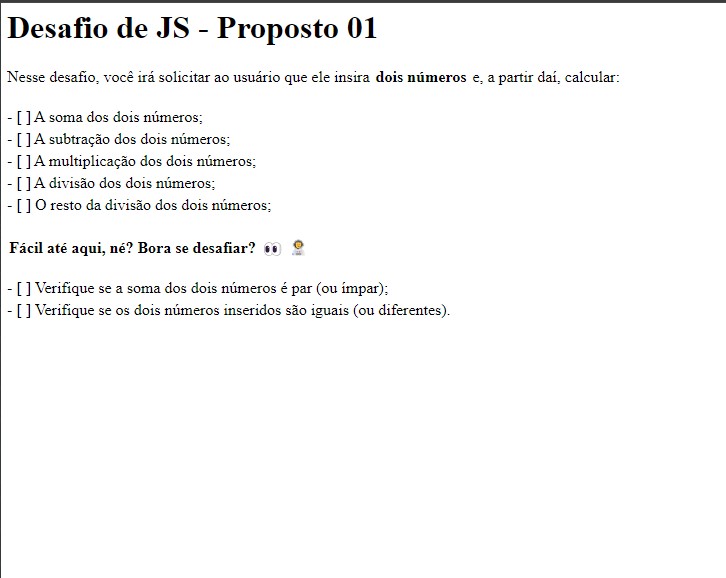 Desafio de JS - Proposto 01
Nesse desafio, você irá solicitar ao usuário que ele insira dois números e, a partir daí, calcular:
- [ ] A soma dos dois números;
- [ ] A subtração dos dois números;
- [ ] A multiplicação dos dois números;
- [ ] A divisão dos dois números;
- [ ] O resto da divisão dos dois números;
Fácil até aqui, né? Bora se desafiar? 👀 👨‍🚀
- [ ] Verifique se a soma dos dois números é par (ou ímpar);
- [ ] Verifique se os dois números inseridos são iguais (ou diferentes).